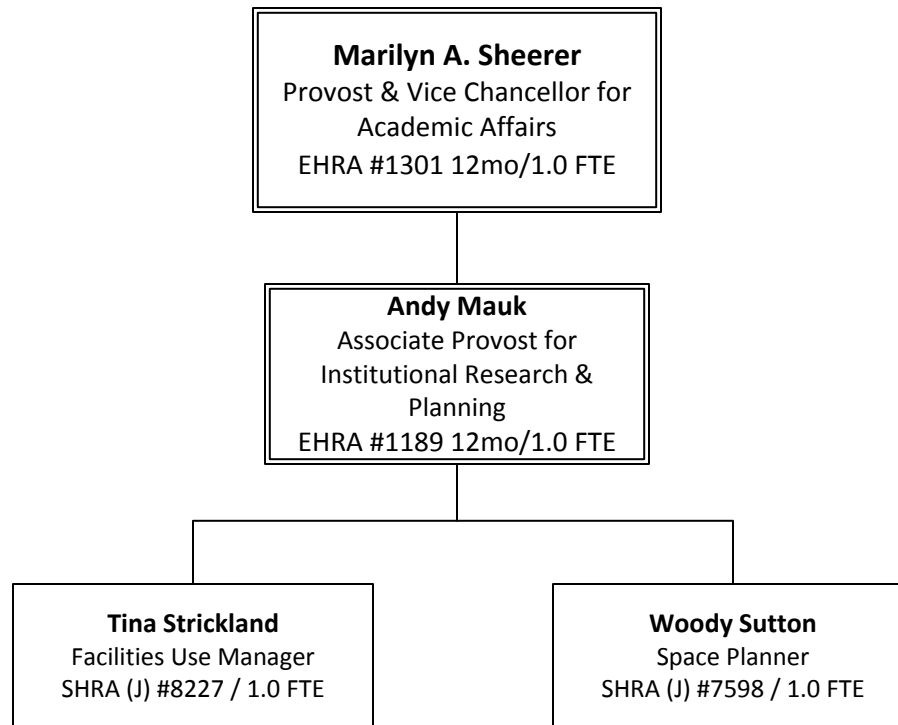 Marilyn A. Sheerer
Provost & Vice Chancellor for
Academic Affairs
EHRA #1301 12mo/1.0 FTE
Andy Mauk
Associate Provost for
Institutional Research &
Planning
EHRA #1189 12mo/1.0 FTE
Tina Strickland
Facilities Use Manager
SHRA (J) #8227 / 1.0 FTE
Woody Sutton
Space Planner
SHRA (J) #7598 / 1.0 FTE